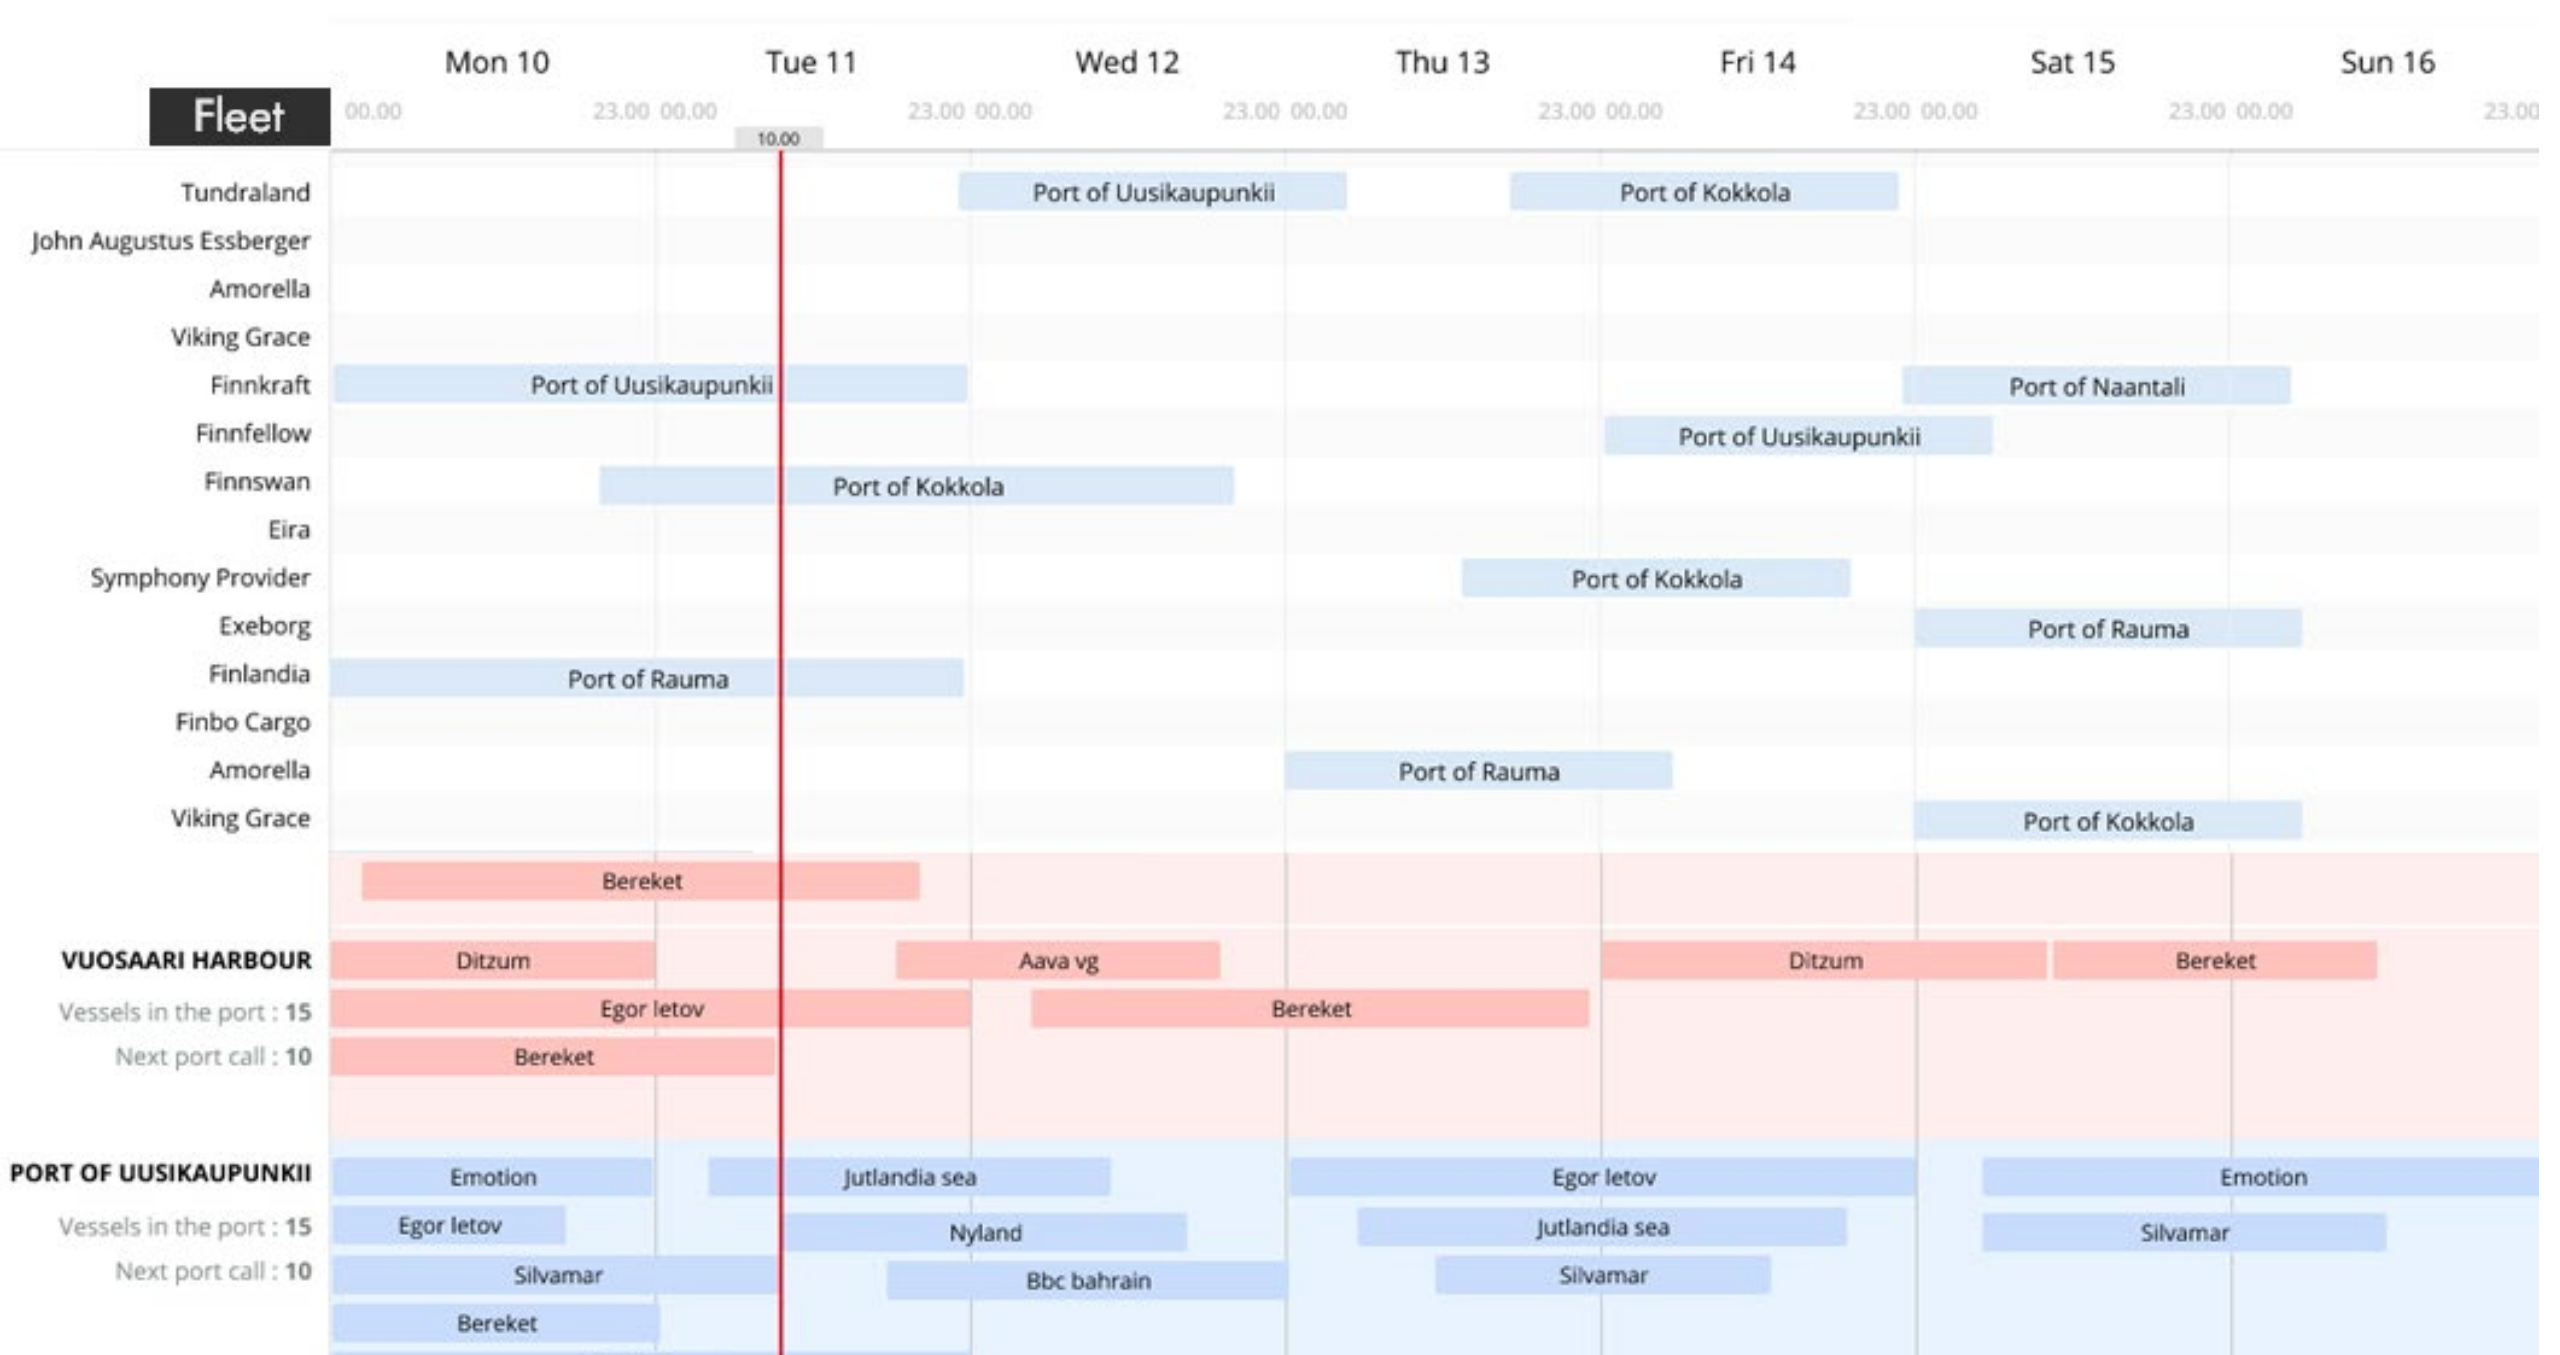 Mon 10 Tue 11 Wed 12 Thu 13 Fri 14 Sat 15 Sun 16
Fleet 00.00 23.00 00.00 23.00 00.00 23.00 00.00 23.00 00.00 23.00 00.00 23.00 00.00 23.00
10.00
Tundraland Port of Uusikaupunkii Port of Kokkola
John Augustus Essberger
Amorella
Viking Grace
Finnkraft Port of Uusikaupunkii Port of Naantali
Finnfellow Port of Uusikaupunkii
Finnswan Port of Kokkola
Eira
Symphony Provider Port of Kokkola
Exeborg Port of Rauma
Finlandia Port of Rauma
Finbo Cargo
Amorella Port of Rauma
Viking Grace Port of Kokkola
Bereket
VUOSAARI HARBOUR Ditzum Aava vg Ditzum Bereket
Vessels in the port : 15 Egor letov Bereket
Next port call : 10 Bereket
PORT OF UUSIKAUPUNKII Emotion Jutlandia sea Egor letov Emotion
Vessels in the port : 15 Egor letov Nyland Jutlandia sea Silvamar
Next port call : 10 Silvamar Bbc bahrain Silvamar
Bereket